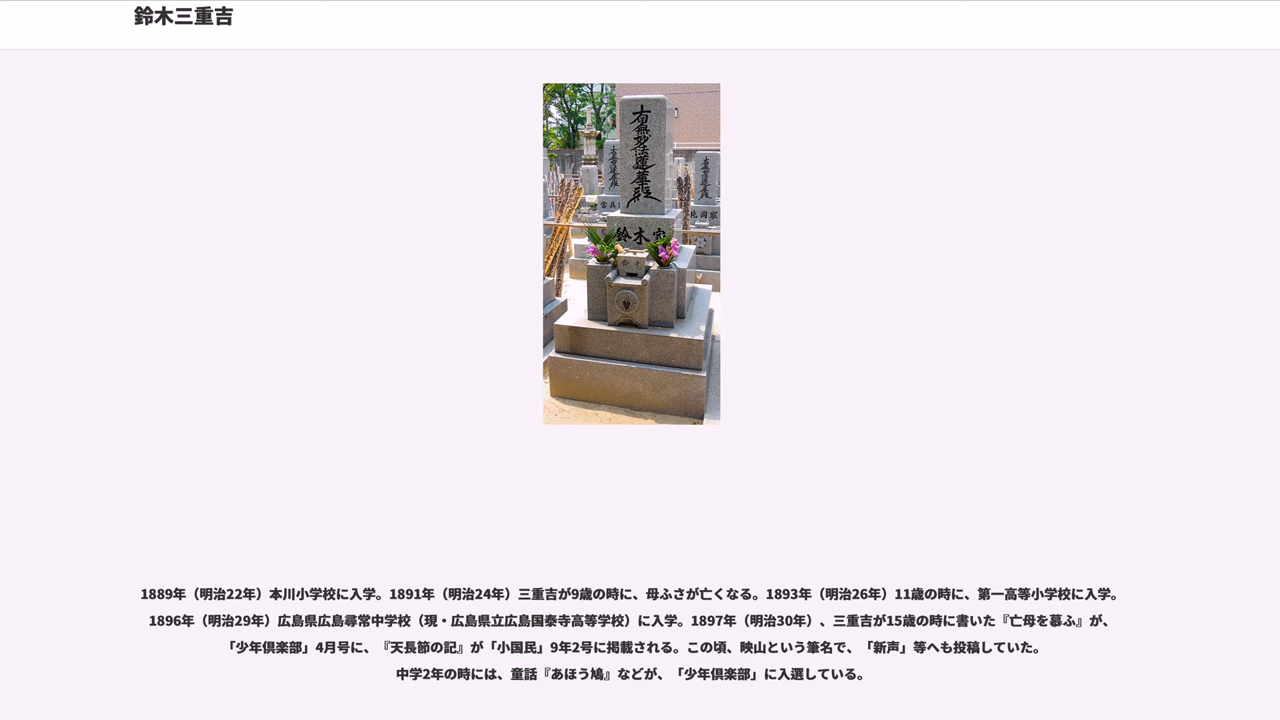 鈴木三重吉
南無妙法蓮華経
鈴木家
1889年（明治22年）本川小学校に入学。1891年（明治24年）三重吉が9歳の時に、母ふさが亡くなる。1893年（明治26年）11歳の時に、第一高等小学校に入学。
1896年（明治29年）広島県広島尋常中学校（現・広島県立広島国泰寺高等学校）に入学。1897年（明治30年）、三重吉が15歳の時に書いた『亡母を慕ふ』が、
「少年倶楽部」4月号に、『天長節の記』が「小国民」9年2号に掲載される。この頃、映山という筆名で、「新声」等へも投稿していた。
中学2年の時には、童話『あほう鳩』などが、「少年倶楽部」に入選している。